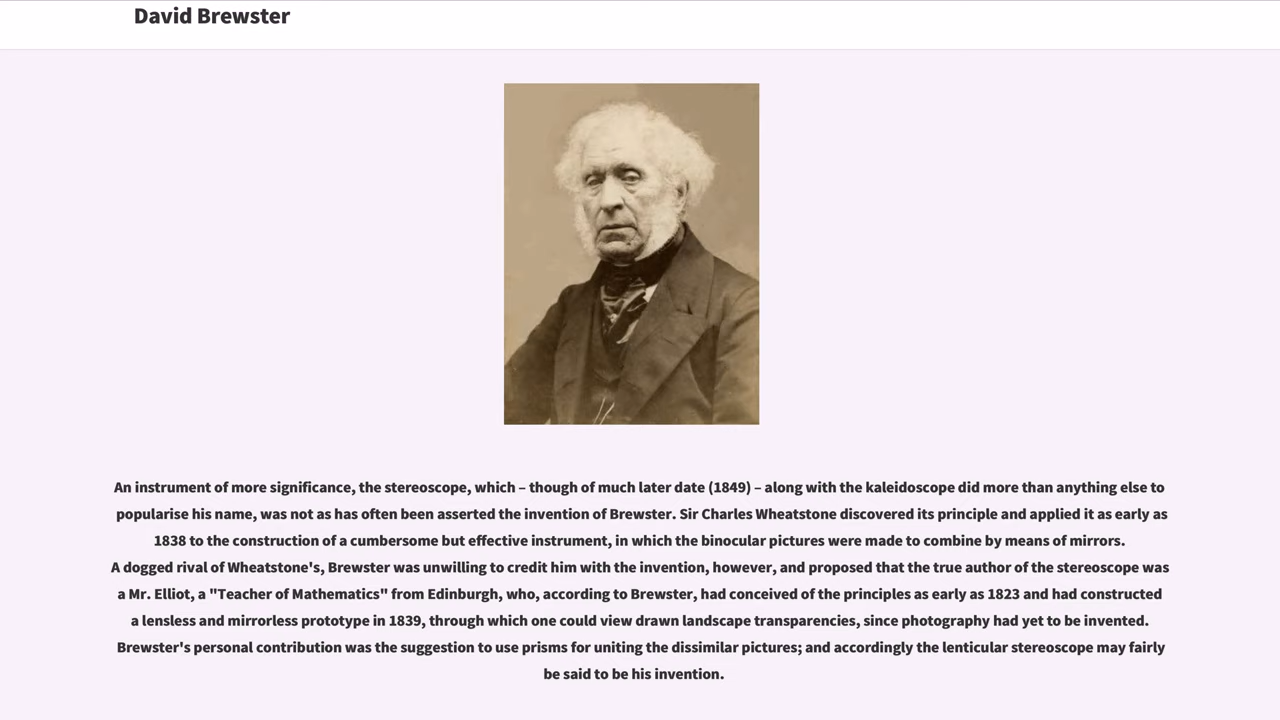 David Brewster
An instrument of more significance, the stereoscope, which – though of much later date (1849) – along with the kaleidoscope did more than anything else to
popularise his name, was not as has often been asserted the invention of Brewster. Sir Charles Wheatstone discovered its principle and applied it as early as
1838 to the construction of a cumbersome but effective instrument, in which the binocular pictures were made to combine by means of mirrors.
A dogged rival of Wheatstone's, Brewster was unwilling to credit him with the invention, however, and proposed that the true author of the stereoscope was
a Mr. Elliot, a "Teacher of Mathematics" from Edinburgh, who, according to Brewster, had conceived of the principles as early as 1823 and had constructed
a lensless and mirrorless prototype in 1839, through which one could view drawn landscape transparencies, since photography had yet to be invented.
Brewster's personal contribution was the suggestion to use prisms for uniting the dissimilar pictures; and accordingly the lenticular stereoscope may fairly
be said to be his invention.